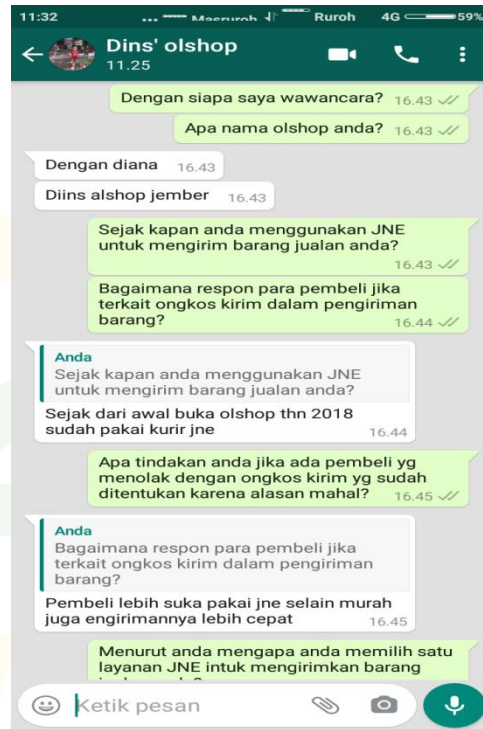 11:32 ... Masruroh Ruroh 4G 59%
Dins' olshop
11.25
Dengan siapa saya wawancara? 16.43
Apa nama olshop anda? 16.43
Dengan diana 16.43
Diins alshop jember 16.43
Sejak kapan anda menggunakan JNE
untuk mengirim barang jualan anda?
16.43
Bagaimana respon para pembeli jika
terkait ongkos kirim dalam pengiriman
barang? 16.44
Anda
Sejak kapan anda menggunakan JNE
untuk mengirim barang jualan anda?
Sejak dari awal buka olshop thn 2018
sudah pakai kurir jne 16.44
Apa tindakan anda jika ada pembeli yg
menolak dengan ongkos kirim yg sudah
ditentukan karena alasan mahal? 16.45
Anda
Bagaimana respon para pembeli jika
terkait ongkos kirim dalam pengiriman
barang?
Pembeli lebih suka pakai jne selain murah
juga engirimannya lebih cepat 16.45
Menurut anda mengapa anda memilih satu
layanan JNE intuk mengirimkan barang
Ketik pesan